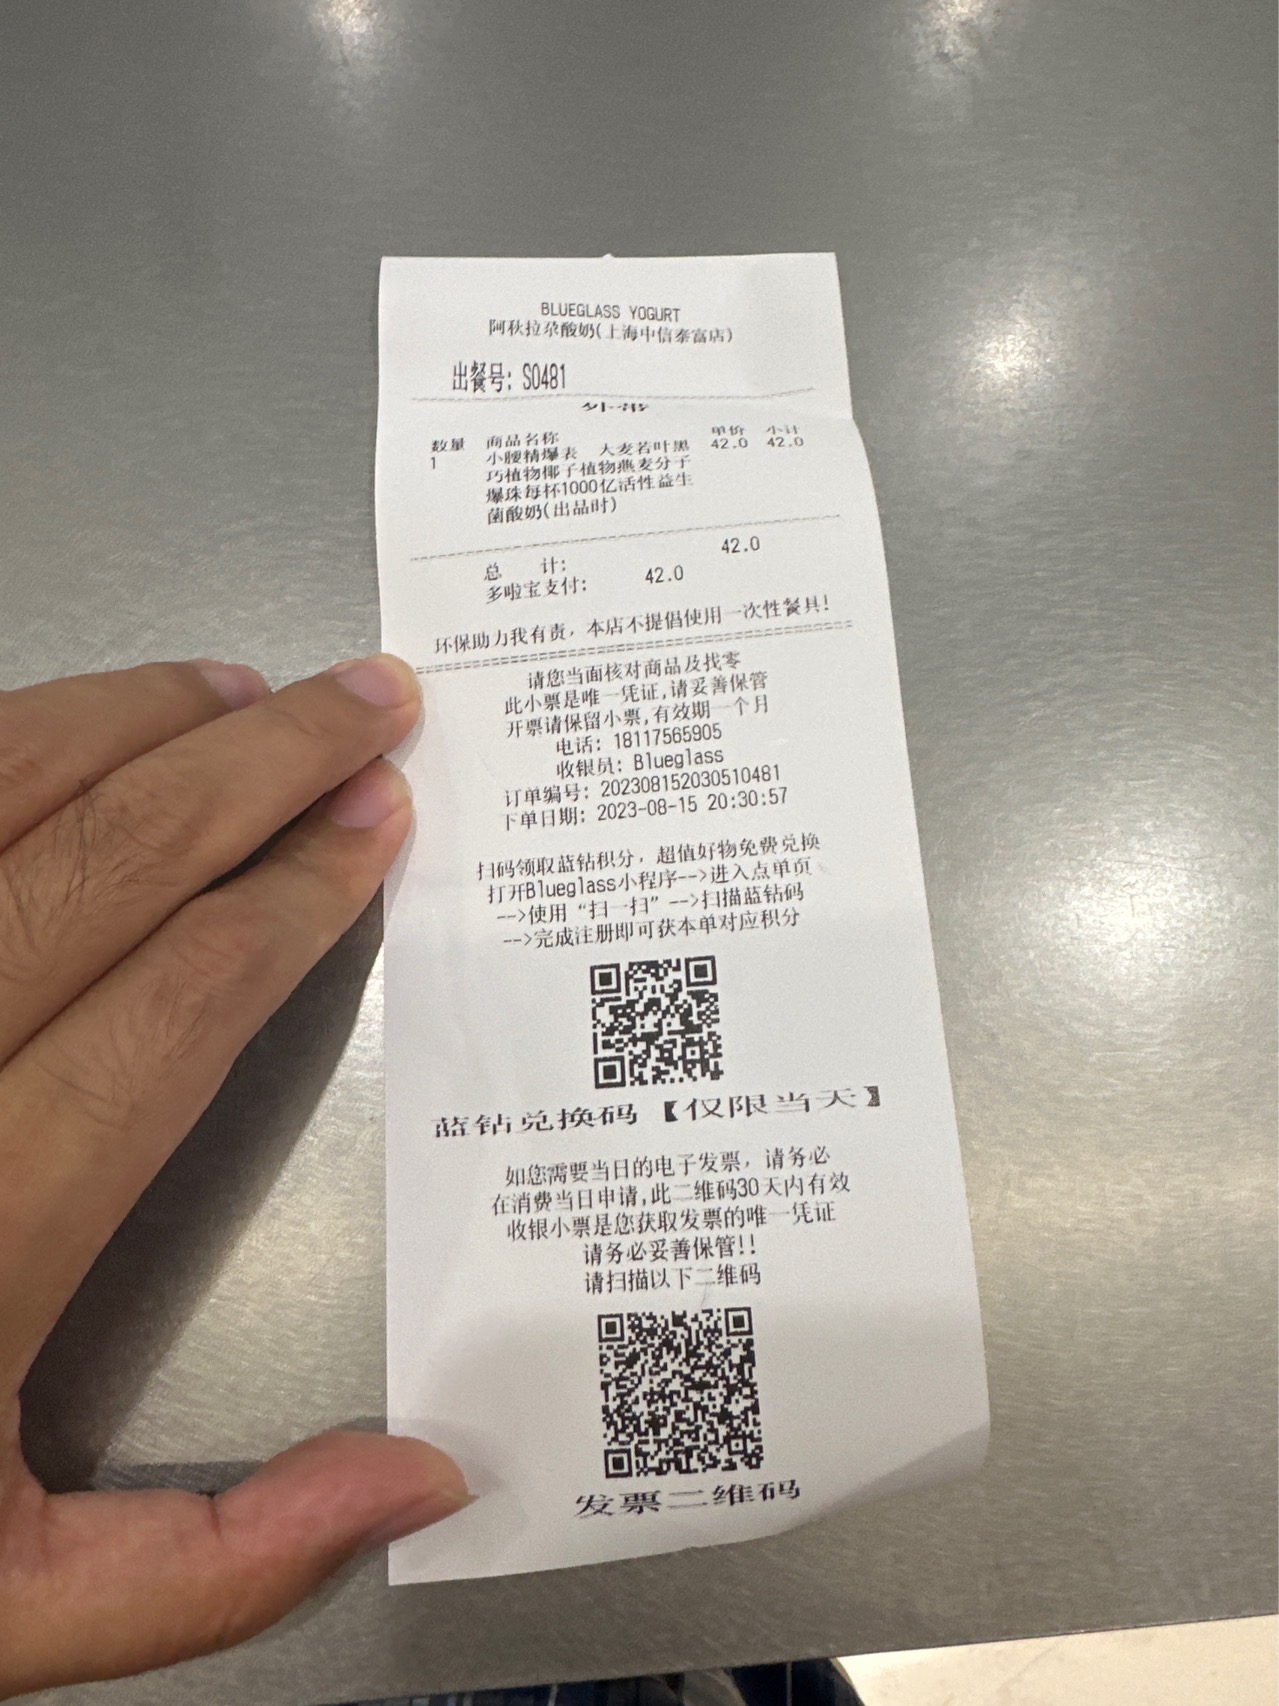 BLUEGLASS YOGURT
阿秋拉尕酸奶(上海中信泰富店)
出餐号: S0481
外带
数量 商品名称 单价 小计
1 小腰精爆表 大麦若叶黑 42.0 42.0
巧植物椰子植物燕麦分子
爆珠每杯1000亿活性益生
菌酸奶(出品时)
总 计: 42.0
多啦宝支付: 42.0
环保助力我有责, 本店不提倡使用一次性餐具!
请您当面核对商品及找零
此小票是唯一凭证,请妥善保管
开票请保留小票,有效期一个月
电话: 18117565905
收银员: Blueglass
订单编号: 202308152030510481
下单日期: 2023-08-15 20:30:57
扫码领取蓝钻积分, 超值好物免费兑换
打开Blueglass小程序-->进入点单页
-->使用“扫一扫”-->扫描蓝钻码
-->完成注册即可获本单对应积分
蓝钻兑换码【仅限当天】
如您需要当日的电子发票, 请务必
在消费当日申请,此二维码30天内有效
收银小票是您获取发票的唯一凭证
请务必妥善保管!!
请扫描以下二维码
发票二维码